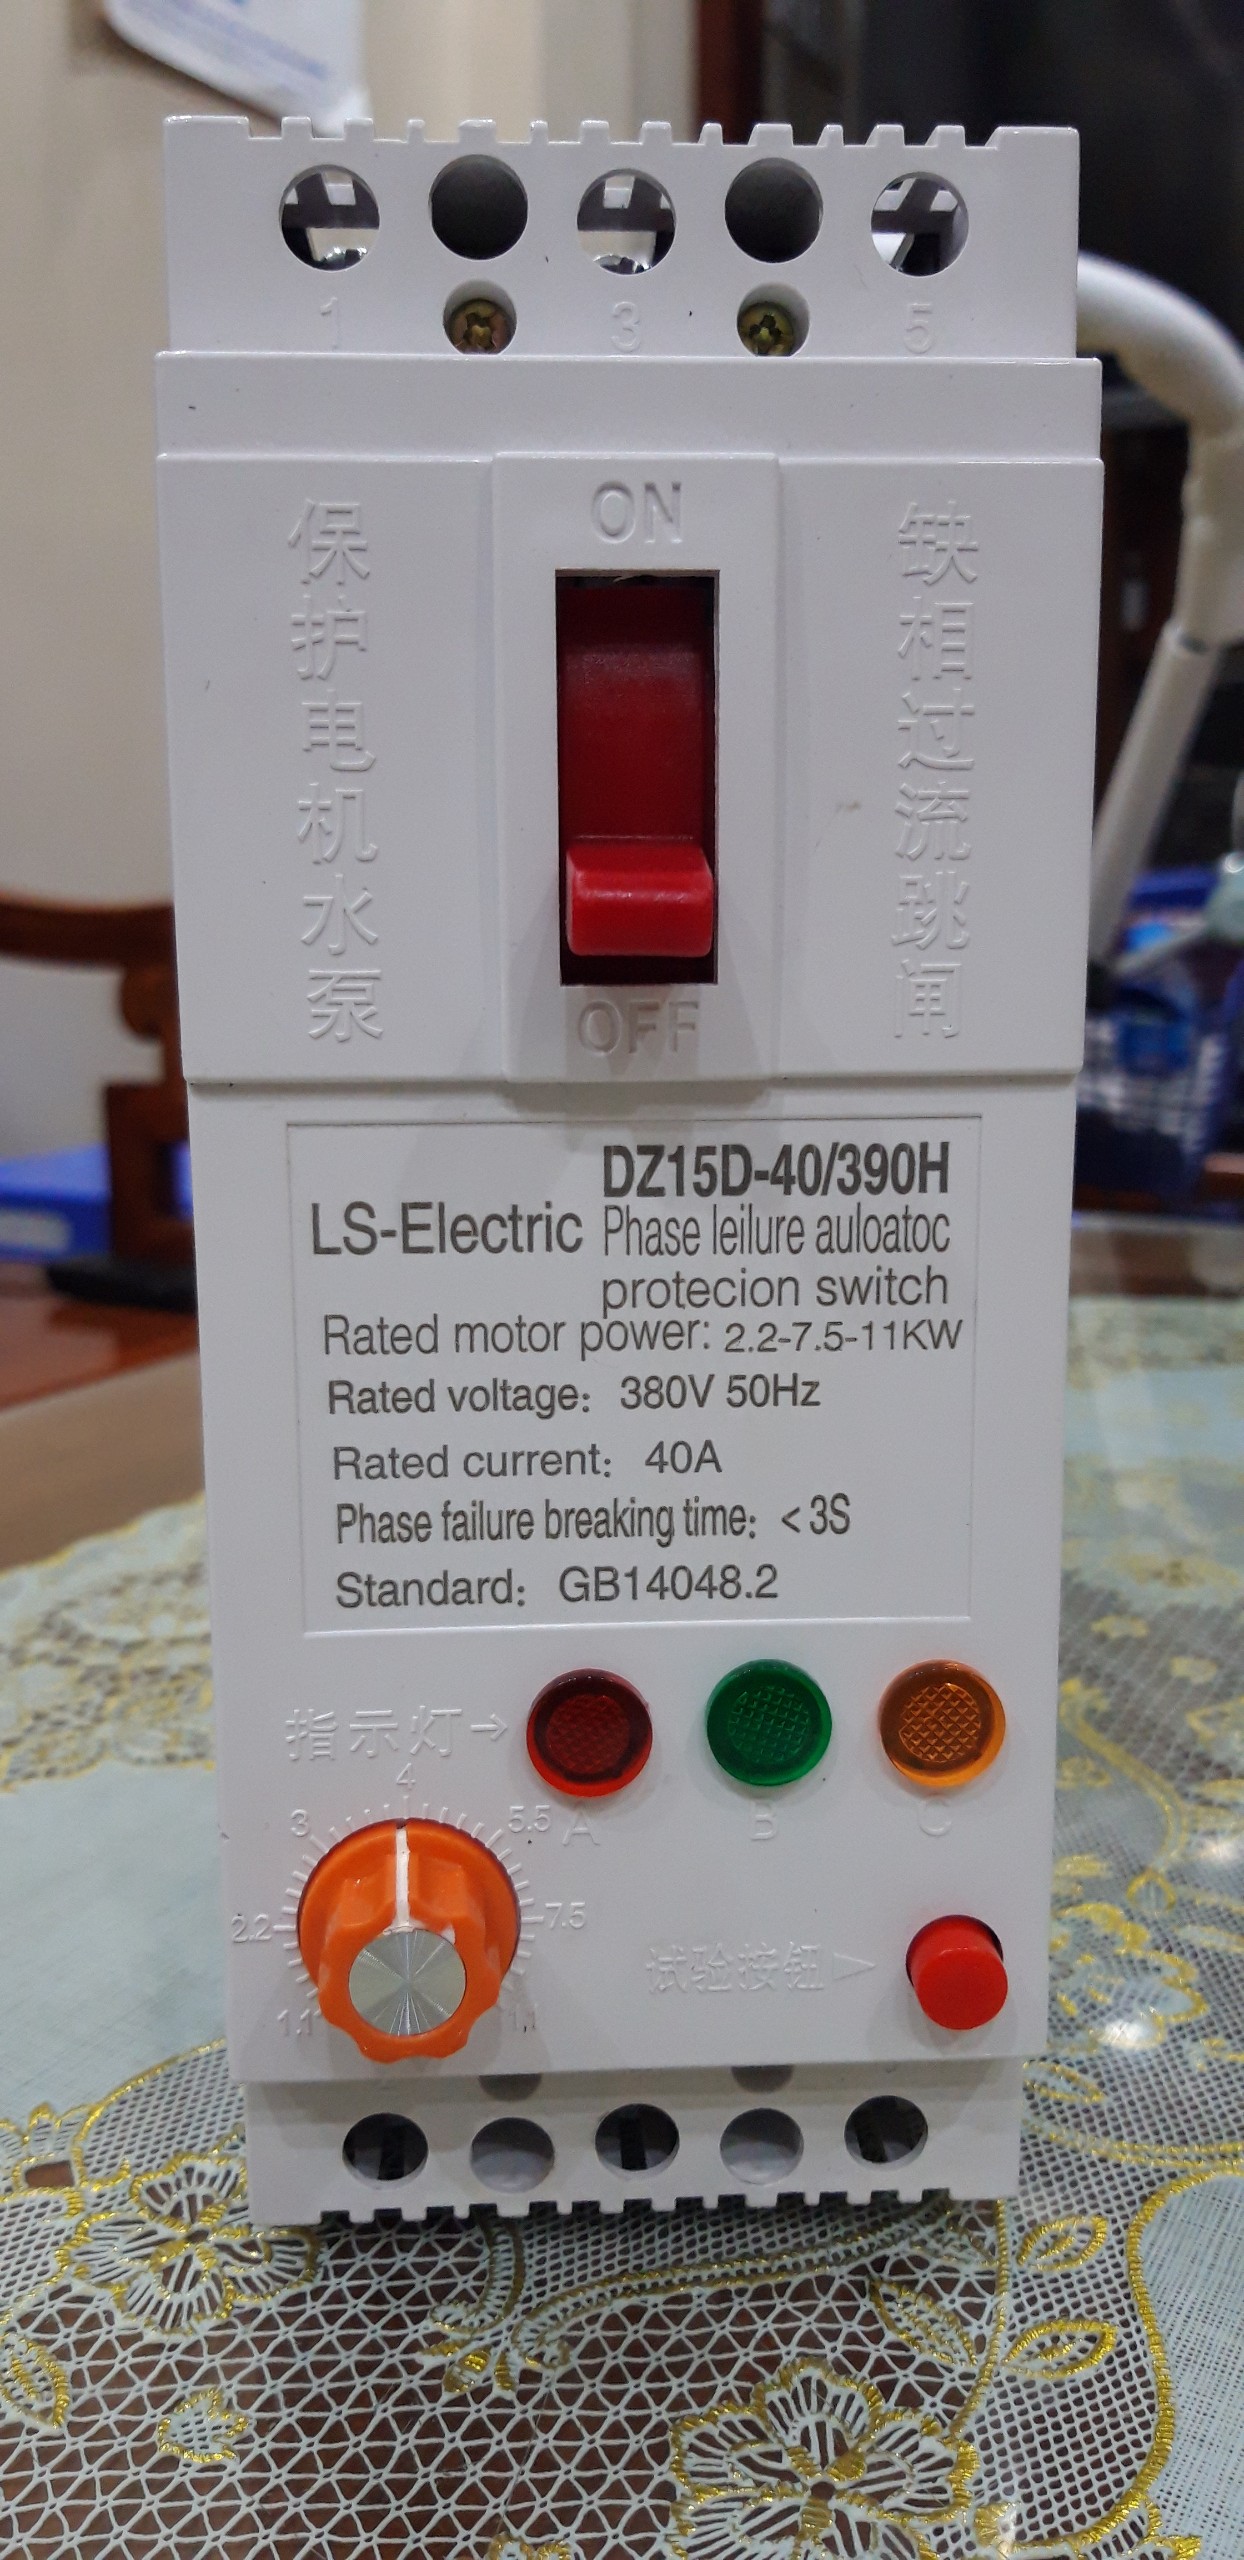 1 3 5
ON
保护电机水泵
缺相过流跳闸
OFF
DZ15D-40/390H
LS-Electric Phase leilure auloatoc
protecion switch
Rated motor power: 2.2-7.5-11KW
Rated voltage: 380V 50Hz
Rated current: 40A
Phase failure breaking time: <3S
Standard: GB14048.2
指示灯→
A B C
4
3 5.5
2.2 7.5
1.1
试验按钮